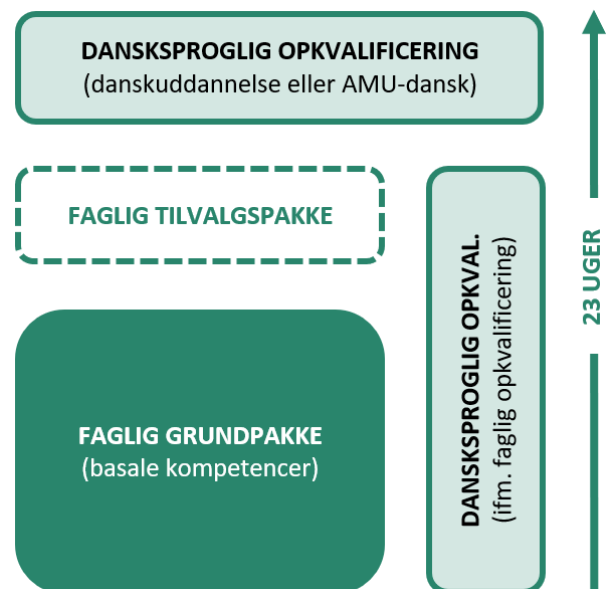 DANSKSPROGLIG OPKVALIFICERING
(danskuddannelse eller AMU-dansk)
FAGLIG TILVALGSPAKKE
FAGLIG GRUNDPAKKE
(basale kompetencer)
DANSKSPROGLIG OPKVAL.
(ifm. faglig opkvalificering)
23 UGER